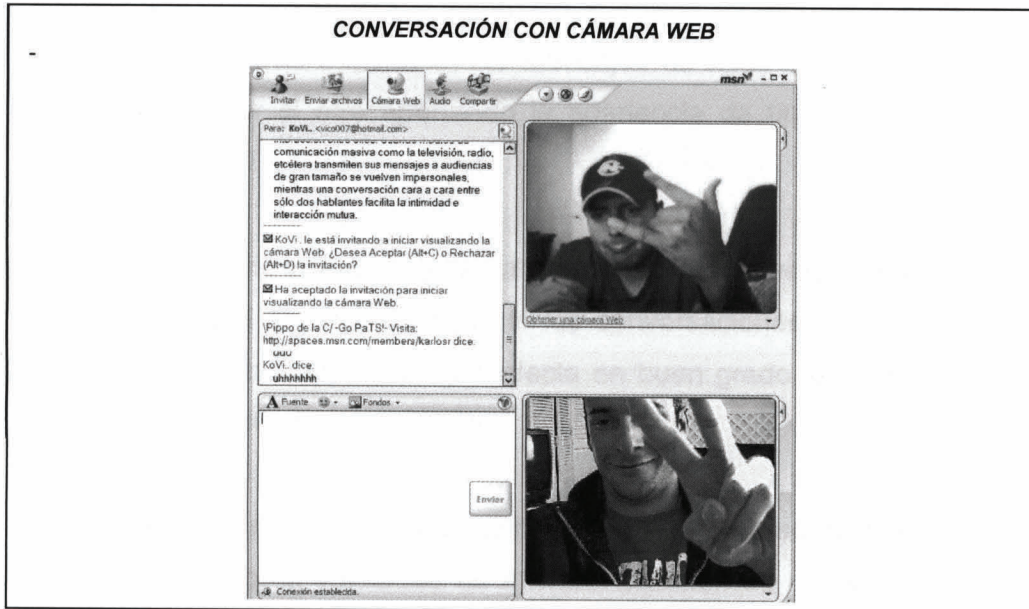 CONVERSACIÓN CON CÁMARA WEB
msn
Invitar Enviar archivos Cámara Web Audio Compartir
Para: KoVi.. <vico007@hotmail.com>
comunicación masiva como la televisión, radio,
etcétera transmiten sus mensajes a audiencias
de gran tamaño se vuelven impersonales,
mientras una conversación cara a cara entre
sólo dos hablantes facilita la intimidad e
interacción mutua.
KoVi.. le está invitando a iniciar visualizando la
cámara Web. ¿Desea Aceptar (Alt+C) o Rechazar
(Alt+D) la invitación?
Ha aceptado la invitación para iniciar
visualizando la cámara Web.
\Pippo de la C/ -Go PaTS!- Visita:
http://spaces.msn.com/members/karlosr dice:
uuu
KoVi.. dice:
uhhhhhhh
Obtener una cámara Web
A Fuente Fondos
Enviar
Conexión establecida.